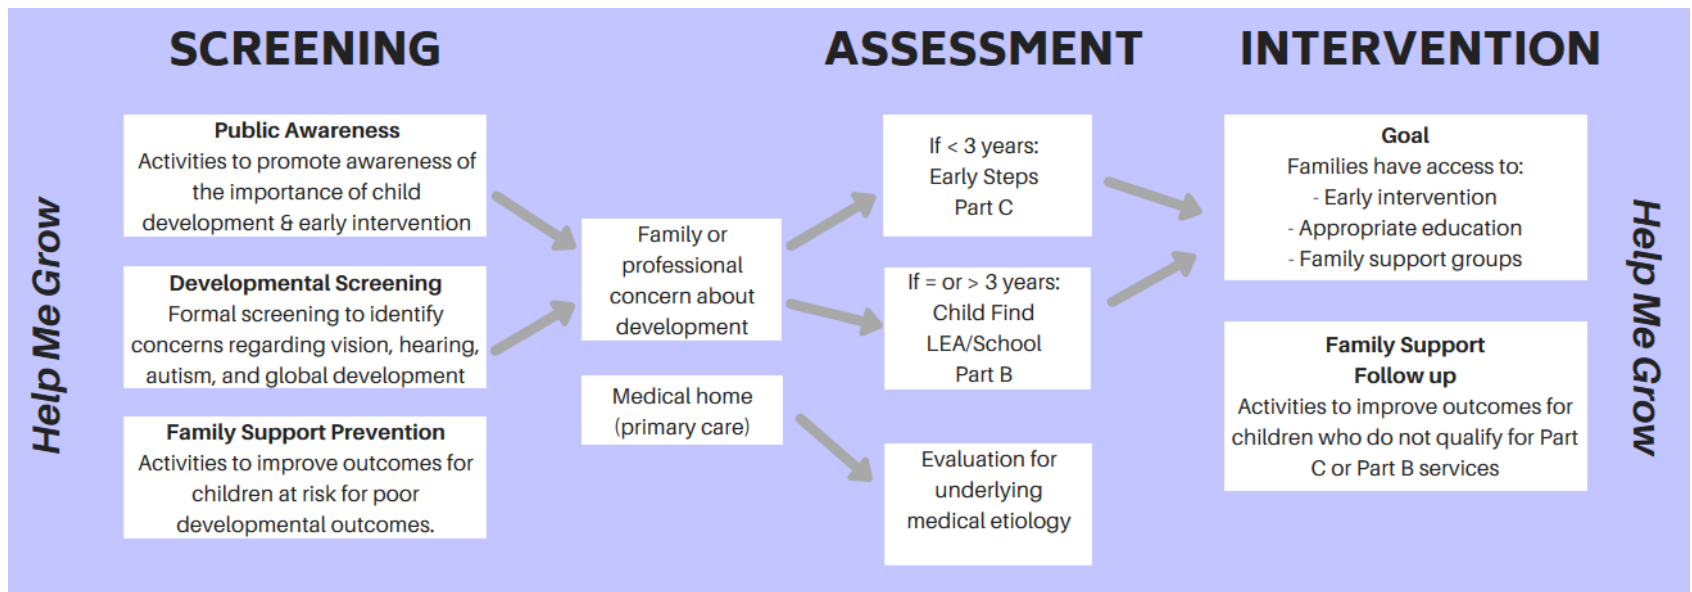 SCREENING
ASSESSMENT
INTERVENTION
Help Me Grow
Public Awareness
Activities to promote awareness of
the importance of child
development & early intervention
Developmental Screening
Formal screening to identify
concerns regarding vision, hearing,
autism, and global development
Family Support Prevention
Activities to improve outcomes for
children at risk for poor
developmental outcomes.
Family or
professional
concern about
development
Medical home
(primary care)
If < 3 years:
Early Steps
Part C
If = or > 3 years:
Child Find
LEA/School
Part B
Evaluation for
underlying
medical etiology
Goal
Families have access to:
- Early intervention
- Appropriate education
- Family support groups
Family Support
Follow up
Activities to improve outcomes for
children who do not qualify for Part
C or Part B services
Help Me Grow